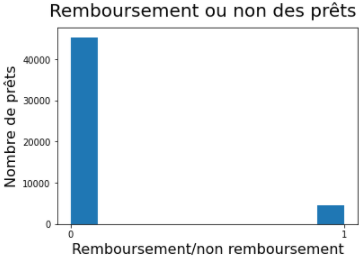 Remboursement ou non des prêts
Nombre de prêts
40000
30000
20000
10000
0
0 1
Remboursement/non remboursement